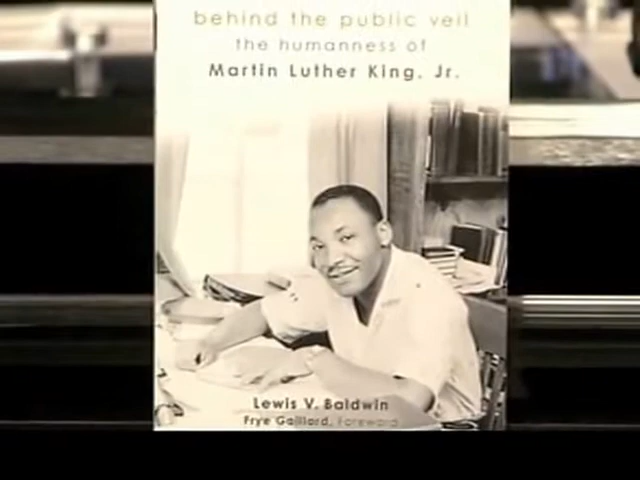 behind the public veil
the humanness of
Martin Luther King, Jr.
Lewis V. Baldwin
Frye Gaillard, Foreword